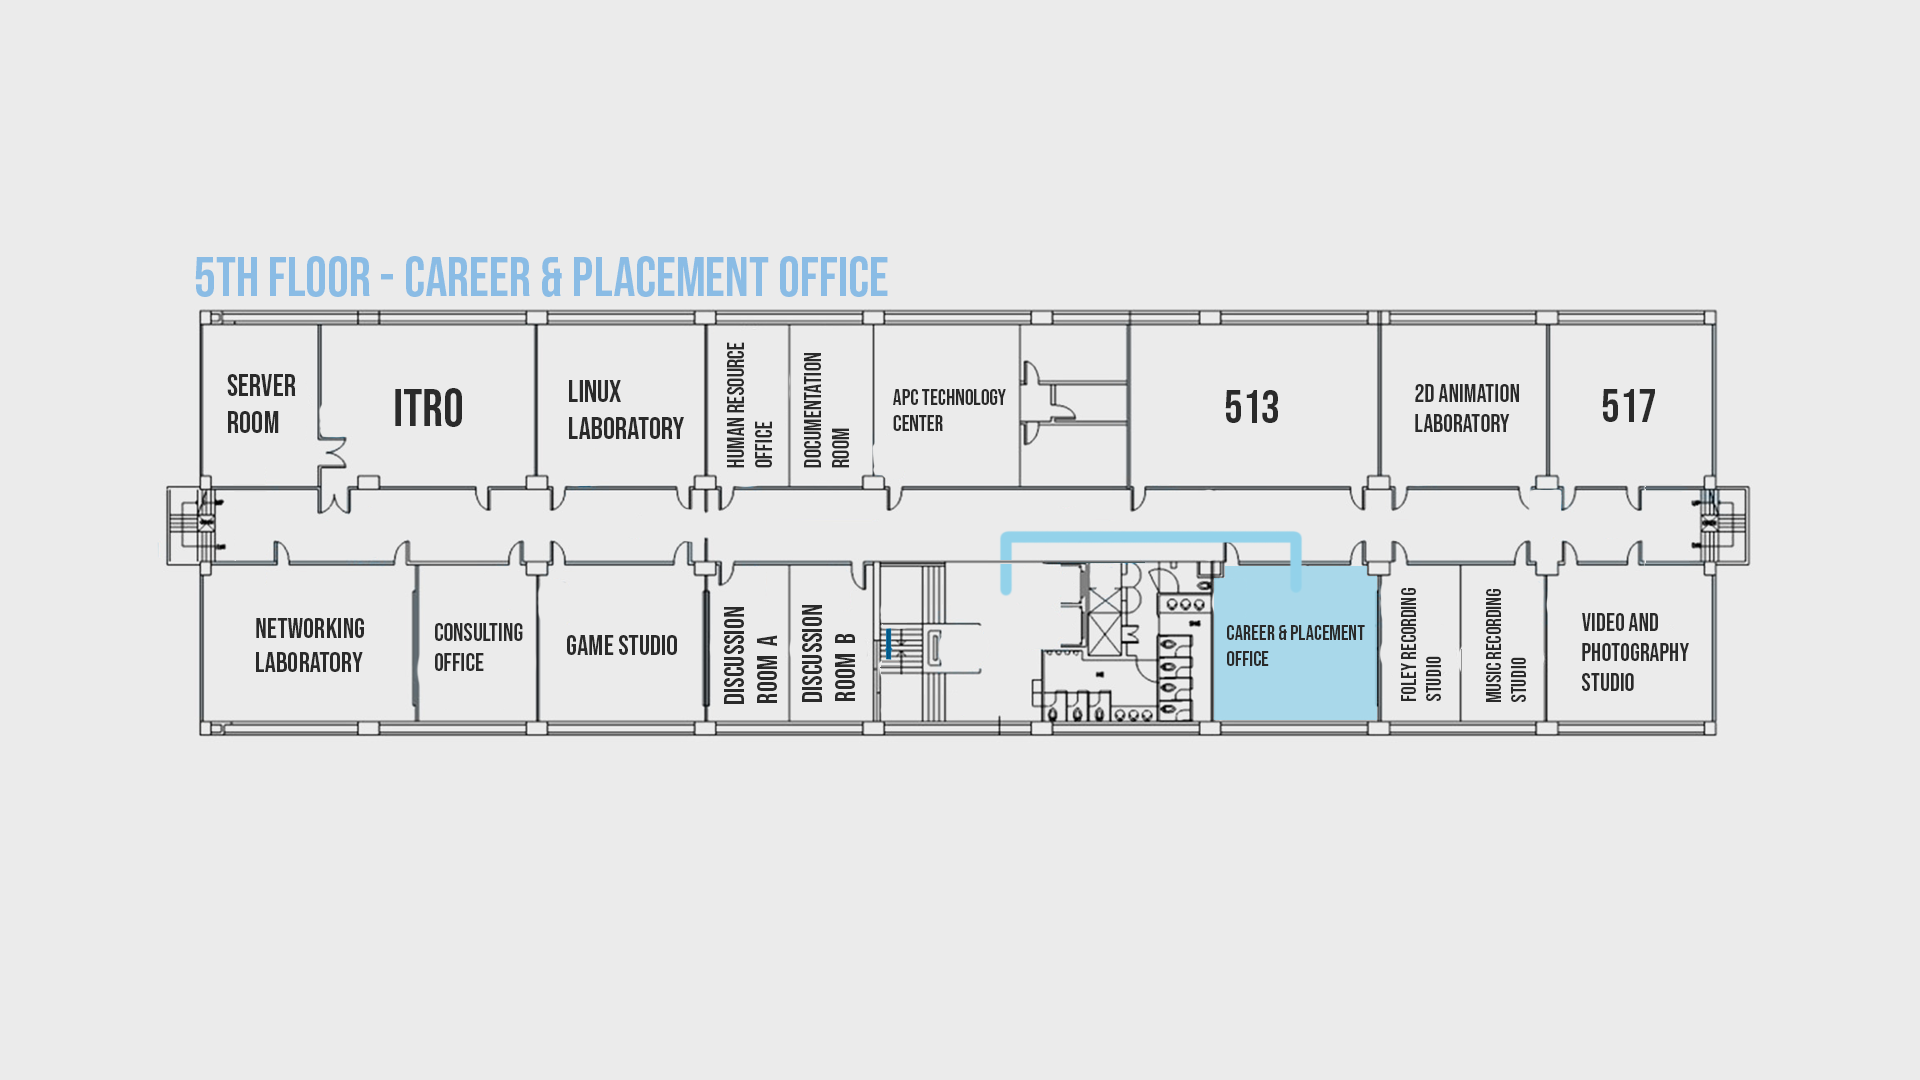 5TH FLOOR - CAREER & PLACEMENT OFFICE
SERVER
ROOM
ITRO
LINUX
LABORATORY
HUMAN RESOURCE
OFFICE
DOCUMENTATION
ROOM
APC TECHNOLOGY
CENTER
513
2D ANIMATION
LABORATORY
517
NETWORKING
LABORATORY
CONSULTING
OFFICE
GAME STUDIO
DISCUSSION
ROOM A
DISCUSSION
ROOM B
CAREER & PLACEMENT
OFFICE
FOLEY RECORDING
STUDIO
MUSIC RECORDING
STUDIO
VIDEO AND
PHOTOGRAPHY
STUDIO